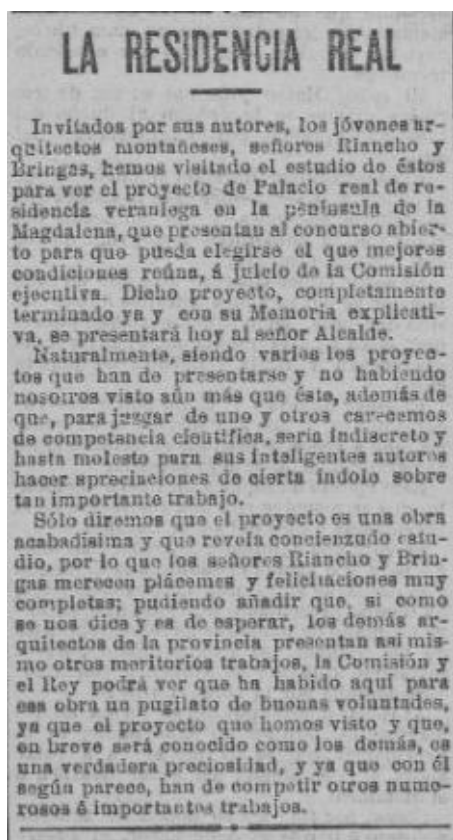 LA RESIDENCIA REAL
Invitados por sus autores, los jóvenes ar-
quitectos montañeses, señores Riancho y
Bringas, hemos visitado el estudio de éstos
para ver el proyecto de Palacio real de re-
sidencia veraniega en la península de la
Magdalena, que presentan al concurso abier-
to para que pueda elegirse el que mejores
condiciones reúna, á juicio de la Comisión
ejecutiva. Dicho proyecto, completamente
terminado ya y con su Memoria explicati-
va, se presentará hoy al señor Alcalde.
Naturalmente, siendo varios los proyec-
tos que han de presentarse y no habiendo
nosotros visto aún más que éste, además de
que, para juzgar de uno y otros carecemos
de competencia científica, sería indiscreto y
hasta molesto para sus inteligentes autores
hacer apreciaciones de cierta índole sobre
tan importante trabajo.
Sólo diremos que el proyecto es una obra
acabadísima y que revela concienzudo estu-
dio, por lo que los señores Riancho y Brin-
gas merecen plácemes y felicitaciones muy
completas; pudiendo añadir que, si como
se nos dice y es de esperar, los demás ar-
quitectos de la provincia presentan asi mis-
mo otros meritorios trabajos, la Comisión y
el Rey podrá ver que ha habido aquí para
esa obra un pugilato de buenas voluntades,
ya que el proyecto que hemos visto y que,
en breve será conocido como los demás, es
una verdadera preciosidad, y ya que con él
según parece, han de competir otros nume-
rosos é importantes trabajos.